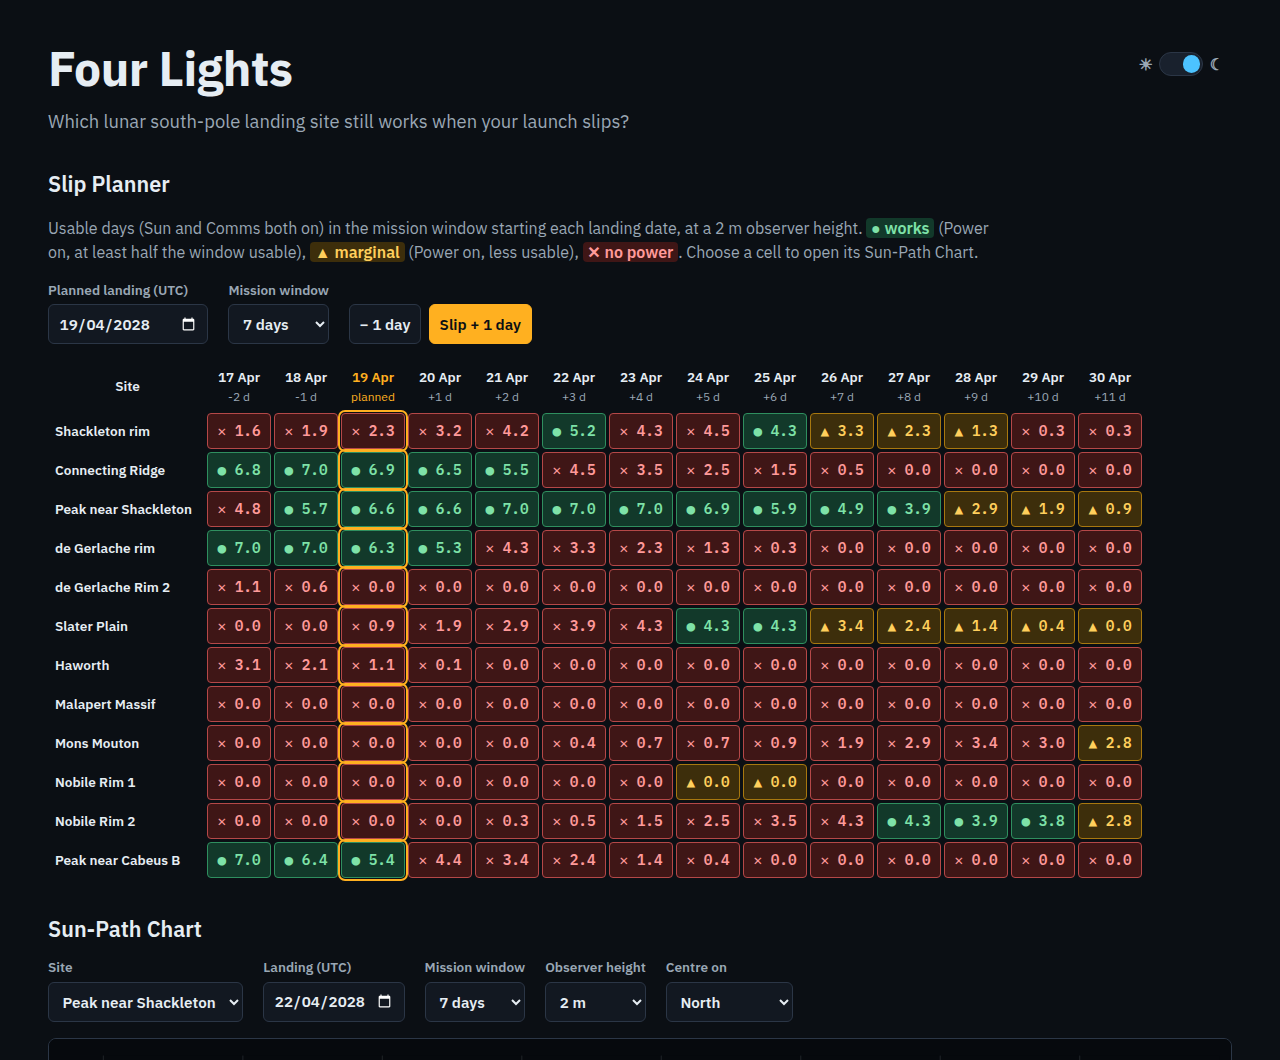 Four Lights
☀ ☾
Which lunar south-pole landing site still works when your launch slips?
Slip Planner
Usable days (Sun and Comms both on) in the mission window starting each landing date, at a 2 m observer height. ● works (Power
on, at least half the window usable), ▲ marginal (Power on, less usable), ✕ no power. Choose a cell to open its Sun-Path Chart.
Planned landing (UTC) Mission window
19/04/2028 7 days − 1 day Slip + 1 day
Site 17 Apr 18 Apr 19 Apr 20 Apr 21 Apr 22 Apr 23 Apr 24 Apr 25 Apr 26 Apr 27 Apr 28 Apr 29 Apr 30 Apr
-2 d -1 d planned +1 d +2 d +3 d +4 d +5 d +6 d +7 d +8 d +9 d +10 d +11 d
Shackleton rim × 1.6 × 1.9 × 2.3 × 3.2 × 4.2 ● 5.2 × 4.3 × 4.5 ● 4.3 ▲ 3.3 ▲ 2.3 ▲ 1.3 × 0.3 × 0.3
Connecting Ridge ● 6.8 ● 7.0 ● 6.9 ● 6.5 ● 5.5 × 4.5 × 3.5 × 2.5 × 1.5 × 0.5 × 0.0 × 0.0 × 0.0 × 0.0
Peak near Shackleton × 4.8 ● 5.7 ● 6.6 ● 6.6 ● 7.0 ● 7.0 ● 7.0 ● 6.9 ● 5.9 ● 4.9 ● 3.9 ▲ 2.9 ▲ 1.9 ▲ 0.9
de Gerlache rim ● 7.0 ● 7.0 ● 6.3 ● 5.3 × 4.3 × 3.3 × 2.3 × 1.3 × 0.3 × 0.0 × 0.0 × 0.0 × 0.0 × 0.0
de Gerlache Rim 2 × 1.1 × 0.6 × 0.0 × 0.0 × 0.0 × 0.0 × 0.0 × 0.0 × 0.0 × 0.0 × 0.0 × 0.0 × 0.0 × 0.0
Slater Plain × 0.0 × 0.0 × 0.9 × 1.9 × 2.9 × 3.9 × 4.3 ● 4.3 ● 4.3 ▲ 3.4 ▲ 2.4 ▲ 1.4 ▲ 0.4 ▲ 0.0
Haworth × 3.1 × 2.1 × 1.1 × 0.1 × 0.0 × 0.0 × 0.0 × 0.0 × 0.0 × 0.0 × 0.0 × 0.0 × 0.0 × 0.0
Malapert Massif × 0.0 × 0.0 × 0.0 × 0.0 × 0.0 × 0.0 × 0.0 × 0.0 × 0.0 × 0.0 × 0.0 × 0.0 × 0.0 × 0.0
Mons Mouton × 0.0 × 0.0 × 0.0 × 0.0 × 0.0 × 0.4 × 0.7 × 0.7 × 0.9 × 1.9 × 2.9 × 3.4 × 3.0 ▲ 2.8
Nobile Rim 1 × 0.0 × 0.0 × 0.0 × 0.0 × 0.0 × 0.0 × 0.0 ▲ 0.0 ▲ 0.0 × 0.0 × 0.0 × 0.0 × 0.0 × 0.0
Nobile Rim 2 × 0.0 × 0.0 × 0.0 × 0.0 × 0.3 × 0.5 × 1.5 × 2.5 × 3.5 × 4.3 ● 4.3 ● 3.9 ● 3.8 ▲ 2.8
Peak near Cabeus B ● 7.0 ● 6.4 ● 5.4 × 4.4 × 3.4 × 2.4 × 1.4 × 0.4 × 0.0 × 0.0 × 0.0 × 0.0 × 0.0 × 0.0
Sun-Path Chart
Site Landing (UTC) Mission window Observer height Centre on
Peak near Shackleton 22/04/2028 7 days 2 m North